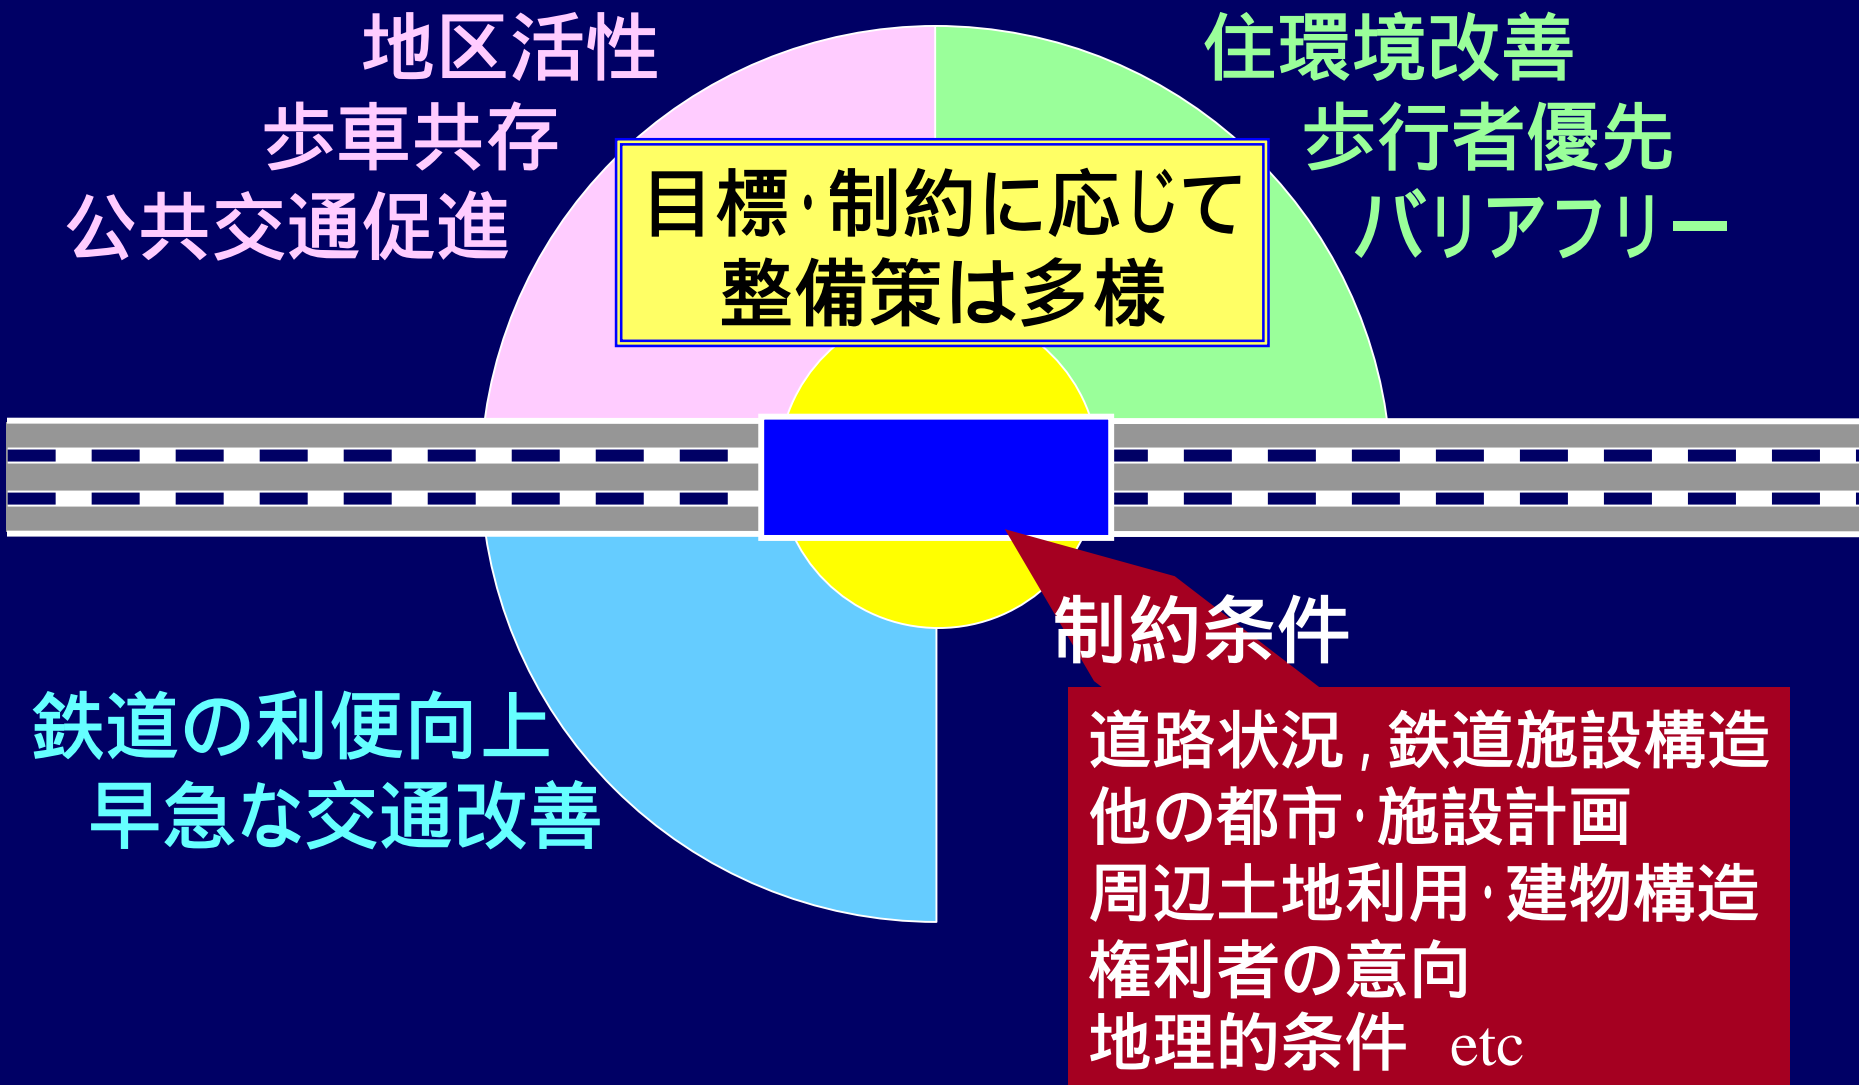 地区活性
歩車共存
公共交通促進
住環境改善
歩行者優先
バリアフリー
目標・制約に応じて
整備策は多様
鉄道の利便向上
早急な交通改善
制約条件
道路状況，鉄道施設構造
他の都市・施設計画
周辺土地利用・建物構造
権利者の意向
地理的条件 etc